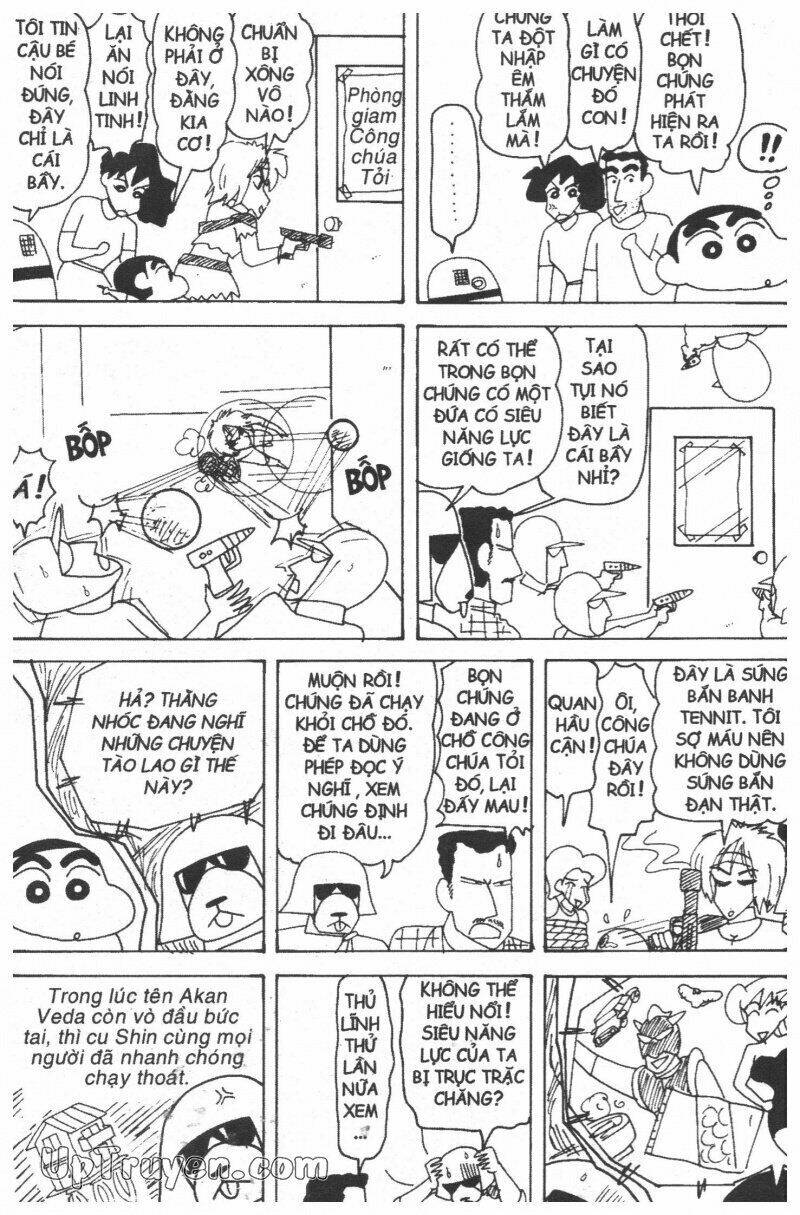 THÔI
CHẾT!
BỌN
CHÚNG
PHÁT
HIỆN RA
TA RỒI!
!!
LÀM
GÌ CÓ
CHUYỆN
ĐÓ
CON!
CHÚNG
TA ĐỘT
NHẬP
ÊM
THẮM
LẮM
MÀ!
........
Phòng
giam
Công
chúa
Tỏi
CHUẨN
BỊ
XÔNG
VÔ
NÀO!
KHÔNG
PHẢI Ở
ĐÂY,
ĐẰNG
KIA
CƠ!
LẠI
ĂN
NÓI
LINH
TINH!
TÔI TIN
CẬU BÉ
NÓI
ĐÚNG,
ĐÂY
CHỈ LÀ
CÁI
BẪY.
TẠI
SAO
TỤI NÓ
BIẾT
ĐÂY LÀ
CÁI BẪY
NHỈ?
RẤT CÓ THỂ
TRONG BỌN
CHÚNG CÓ MỘT
ĐỨA CÓ SIÊU
NĂNG LỰC
GIỐNG TA!
BỐP
BỐP
Á!
ĐÂY LÀ SÚNG
BẮN BANH
TENNIT. TÔI
SỢ MÁU NÊN
KHÔNG DÙNG
SÚNG BẮN
ĐẠN THẬT.
ÔI,
CÔNG
CHÚA
ĐÂY
RỒI!
QUAN
HẦU
CẬN!
BỌN
CHÚNG
ĐANG Ở
CHỖ CÔNG
CHÚA TỎI
ĐÓ, LẠI
ĐẤY MAU!
MUỘN RỒI!
CHÚNG ĐÃ CHẠY
KHỎI CHỖ ĐÓ.
ĐỂ TA DÙNG
PHÉP ĐỌC Ý
NGHĨ, XEM
CHÚNG ĐỊNH
ĐI ĐÂU...
HẢ? THẰNG
NHÓC ĐANG NGHĨ
NHỮNG CHUYỆN
TÀO LAO GÌ THẾ
NÀY?
KHÔNG THỂ
HIỂU NỔI!
SIÊU NĂNG
LỰC CỦA TA
BỊ TRỤC TRẶC
CHĂNG?
THỦ
LĨNH
THỬ
LẦN
NỮA
XEM
...
Trong lúc tên Akan
Veda còn vò đầu bức
tai, thì cu Shin cùng mọi
người đã nhanh chóng
chạy thoát.
UpTruyen.com